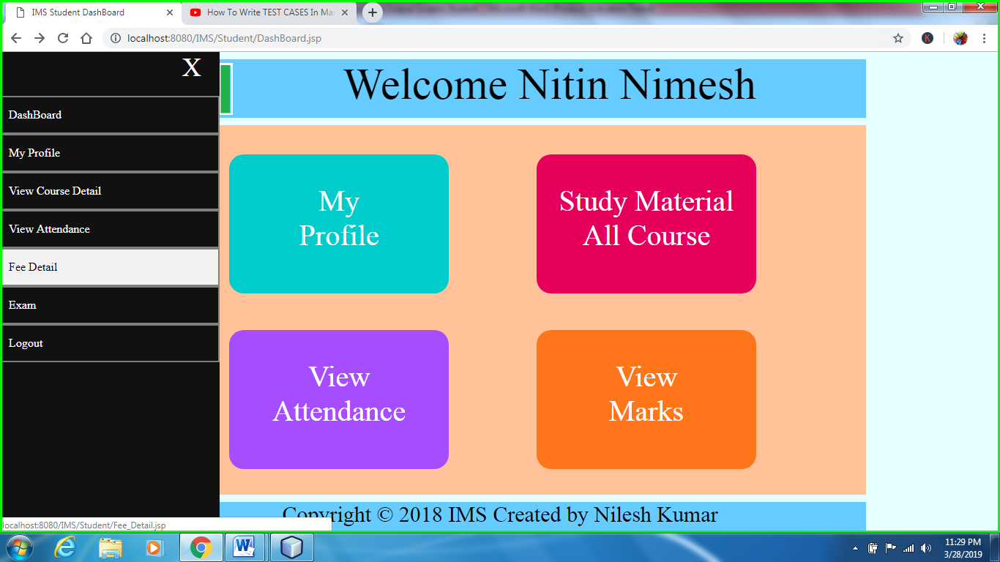 IMS Student DashBoard
How To Write TEST CASES In Ma
localhost:8080/IMS/Student/DashBoard.jsp
K
X
DashBoard
My Profile
View Course Detail
View Attendance
Fee Detail
Exam
Logout
Welcome Nitin Nimesh
My
Profile
Study Material
All Course
View
Attendance
View
Marks
Copyright © 2018 IMS Created by Nilesh Kumar
localhost:8080/IMS/Student/Fee_Detail.jsp
11:29 PM
3/28/2019